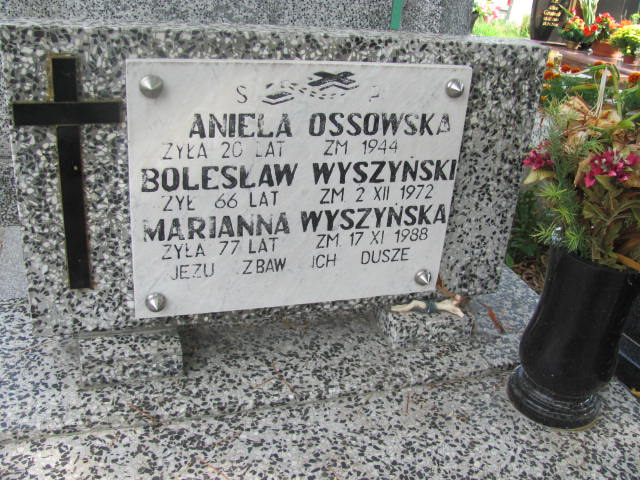 S P
ANIELA OSSOWSKA
ŻYŁA 20 LAT ZM 1944
BOLESŁAW WYSZYŃSKI
ŻYŁ 66 LAT ZM. 2 XII 1972
MARIANNA WYSZYŃSKA
ŻYŁA 77 LAT ZM. 17 XI 1988
JEZU ZBAW ICH DUSZE